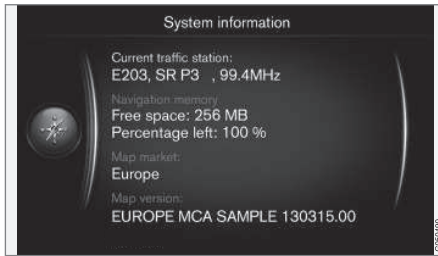 System information
Current traffic station:
E203, SR P3 , 99.4MHz
Navigation memory
Free space: 256 MB
Percentage left: 100 %
Map market:
Europe
Map version:
EUROPE MCA SAMPLE 130315.00